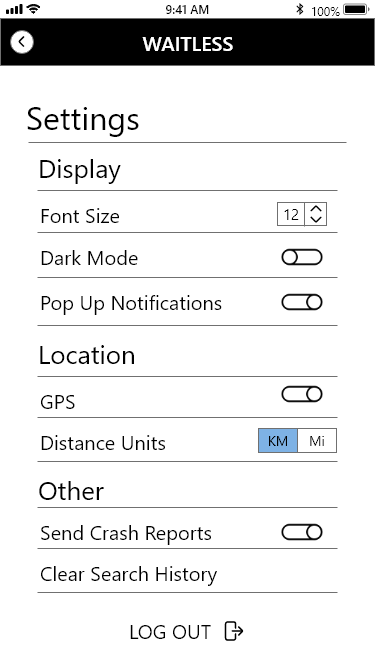 9:41 AM 100%
WAITLESS
Settings
Display
Font Size 12
Dark Mode
Pop Up Notifications
Location
GPS
Distance Units KM Mi
Other
Send Crash Reports
Clear Search History
LOG OUT